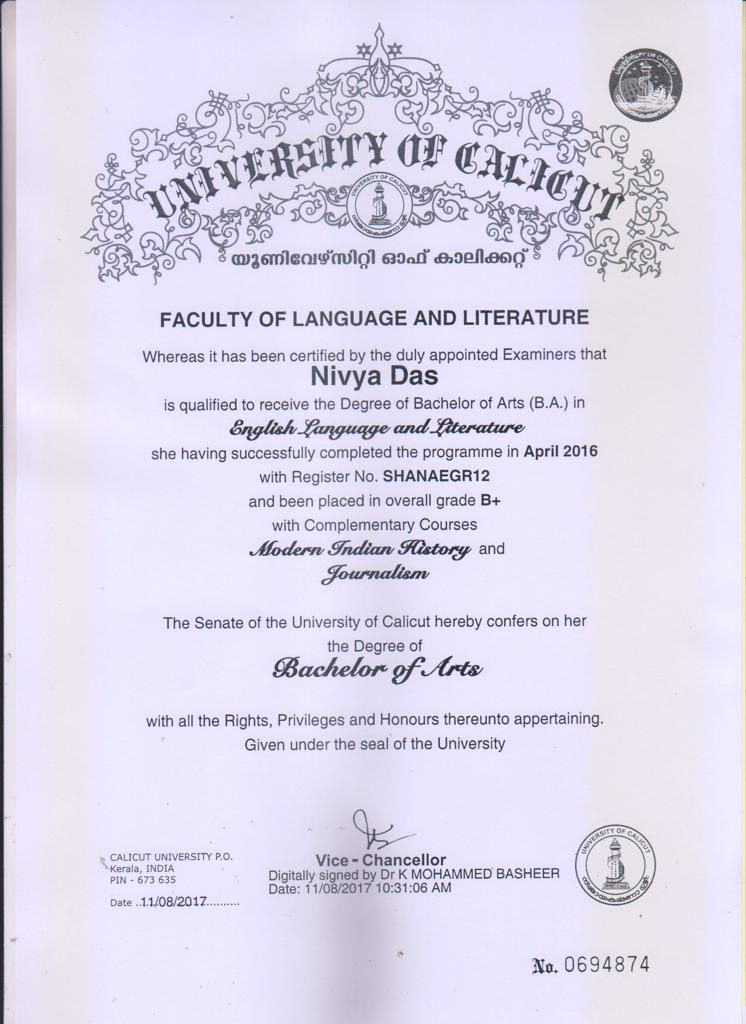 UNIVERSITY OF CALICUT
UNIVERSITY OF CALICUT
UNIVERSITY OF CALICUT
യൂണിവേഴ്സിറ്റി ഓഫ് കാലിക്കറ്റ്
FACULTY OF LANGUAGE AND LITERATURE
Whereas it has been certified by the duly appointed Examiners that
Nivya Das
is qualified to receive the Degree of Bachelor of Arts (B.A.) in
English Language and Literature
she having successfully completed the programme in April 2016
with Register No. SHANAEGR12
and been placed in overall grade B+
with Complementary Courses
Modern Indian History and
Journalism
The Senate of the University of Calicut hereby confers on her
the Degree of
Bachelor of Arts
with all the Rights, Privileges and Honours thereunto appertaining.
Given under the seal of the University
CALICUT UNIVERSITY P.O.
Kerala, INDIA
PIN - 673 635
Date ..11/08/2017..........
Vice - Chancellor
Digitally signed by Dr K MOHAMMED BASHEER
Date: 11/08/2017 10:31:06 AM
UNIVERSITY OF CALICUT
No. 0694874